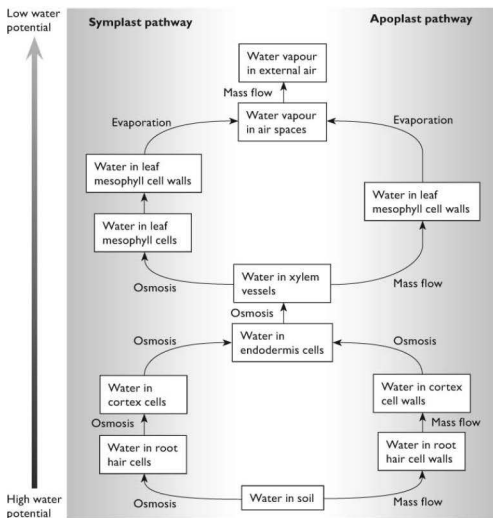 Low water
potential
Symplast pathway
Apoplast pathway
Water vapour
in external air
Mass flow
Water vapour
in air spaces
Evaporation
Evaporation
Water in leaf
mesophyll cell walls
Water in leaf
mesophyll cell walls
Water in leaf
mesophyll cells
Water in xylem
vessels
Osmosis
Mass flow
Osmosis
Water in
endodermis cells
Osmosis
Osmosis
Water in
cortex cells
Water in cortex
cell walls
Osmosis
Mass flow
Water in root
hair cells
Water in root
hair cell walls
High water
potential
Osmosis
Water in soil
Mass flow